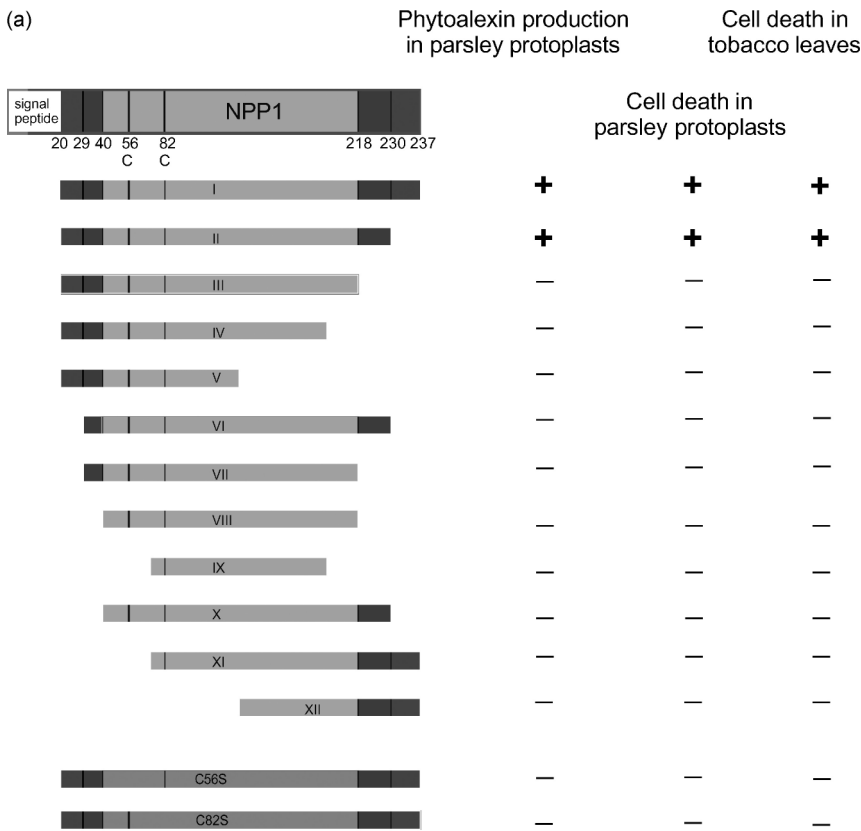 (a)
Phytoalexin production
in parsley protoplasts
Cell death in
tobacco leaves
Cell death in
parsley protoplasts
signal
peptide
NPP1
20 29 40 56 82 218 230 237
C C
I + + +
II + + +
III — — —
IV — — —
V — — —
VI — — —
VII — — —
VIII — — —
IX — — —
X — — —
XI — — —
XII — — —
C56S — — —
C82S — — —